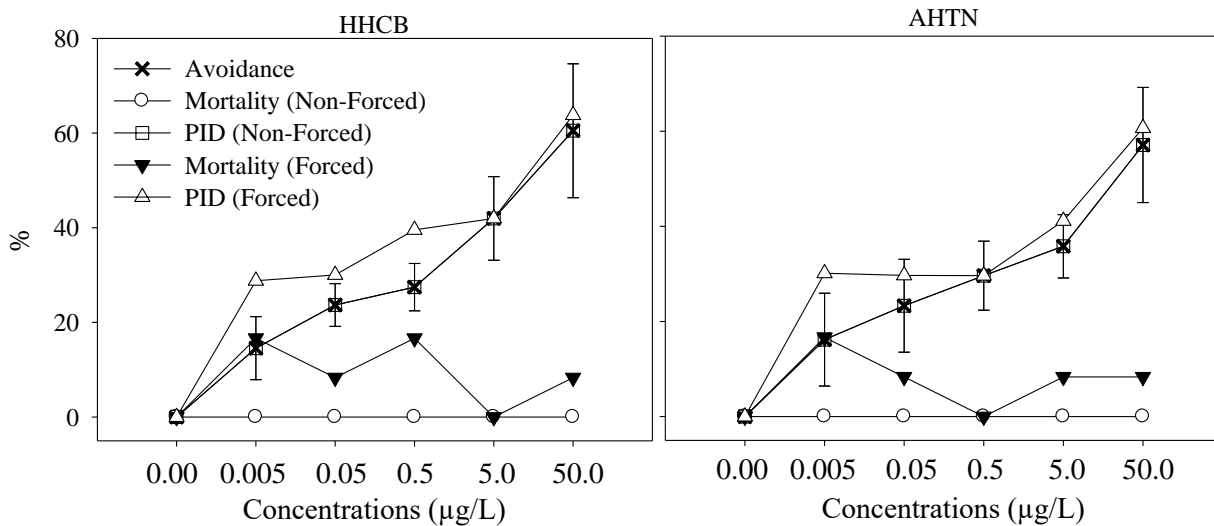 HHCB
AHTN
80
60
40
20
0
%
Avoidance
Mortality (Non-Forced)
PID (Non-Forced)
Mortality (Forced)
PID (Forced)
0.00 0.005 0.05 0.5 5.0 50.0
Concentrations (µg/L)
0.00 0.005 0.05 0.5 5.0 50.0
Concentrations (µg/L)